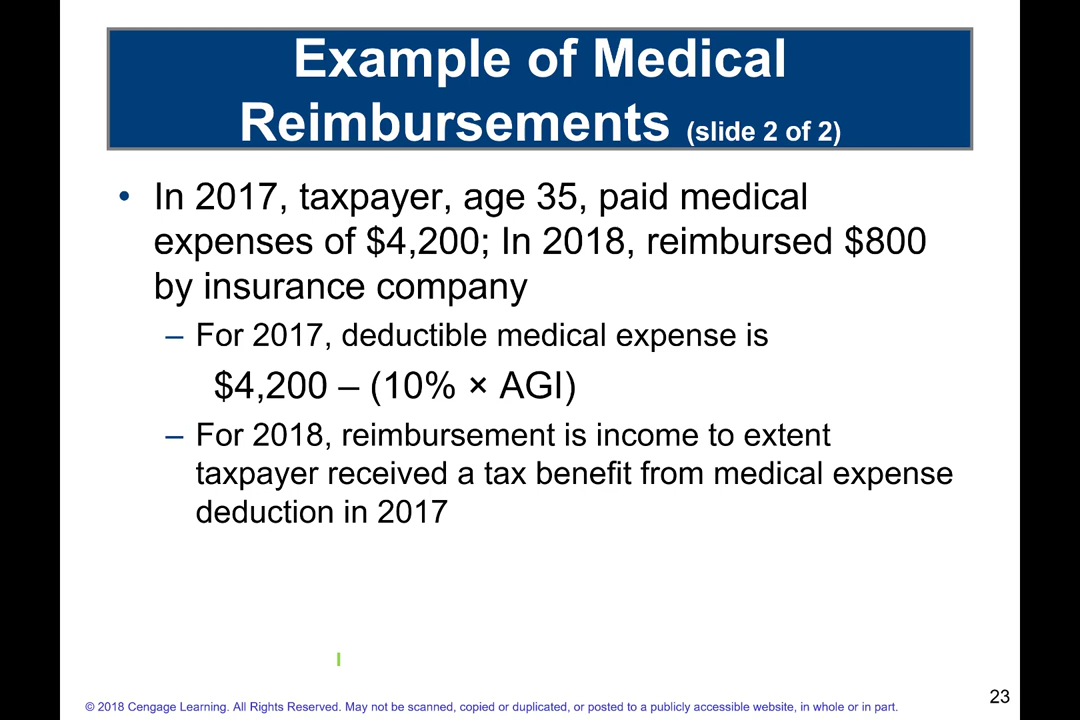 Example of Medical
Reimbursements (slide 2 of 2)
• In 2017, taxpayer, age 35, paid medical
expenses of $4,200; In 2018, reimbursed $800
by insurance company
– For 2017, deductible medical expense is
$4,200 – (10% × AGI)
– For 2018, reimbursement is income to extent
taxpayer received a tax benefit from medical expense
deduction in 2017
23
© 2018 Cengage Learning. All Rights Reserved. May not be scanned, copied or duplicated, or posted to a publicly accessible website, in whole or in part.